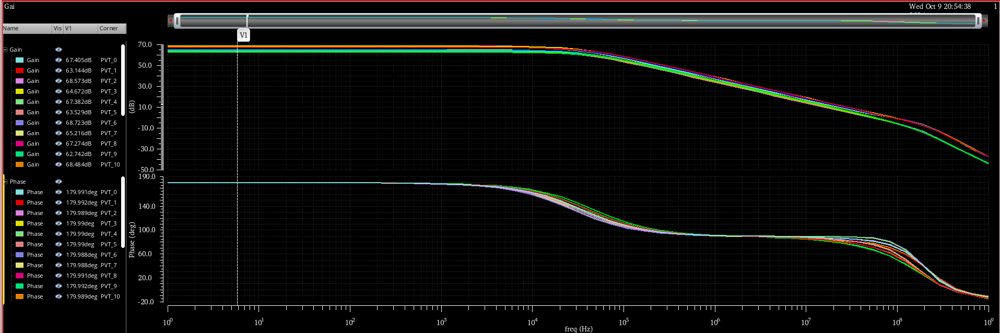 Gai
Wed Oct 9 20:54:38
1
Name Vis V1 Corner
V1
Gain
Gain 67.405dB PVT_0
Gain 63.144dB PVT_1
Gain 68.573dB PVT_2
Gain 64.672dB PVT_3
Gain 67.382dB PVT_4
Gain 63.529dB PVT_5
Gain 68.723dB PVT_6
Gain 65.216dB PVT_7
Gain 67.274dB PVT_8
Gain 62.742dB PVT_9
Gain 68.484dB PVT_10
70.0
50.0
30.0
10.0
-10.0
-30.0
-50.0
(dB)
Phase
Phase 179.991deg PVT_0
Phase 179.992deg PVT_1
Phase 179.989deg PVT_2
Phase 179.99deg PVT_3
Phase 179.99deg PVT_4
Phase 179.99deg PVT_5
Phase 179.988deg PVT_6
Phase 179.988deg PVT_7
Phase 179.991deg PVT_8
Phase 179.992deg PVT_9
Phase 179.989deg PVT_10
190.0
140.0
100.0
60.0
20.0
-20.0
Phase (deg)
10⁰ 10¹ 10² 10³ 10⁴ 10⁵ 10⁶ 10⁷ 10⁸ 10⁹
freq (Hz)